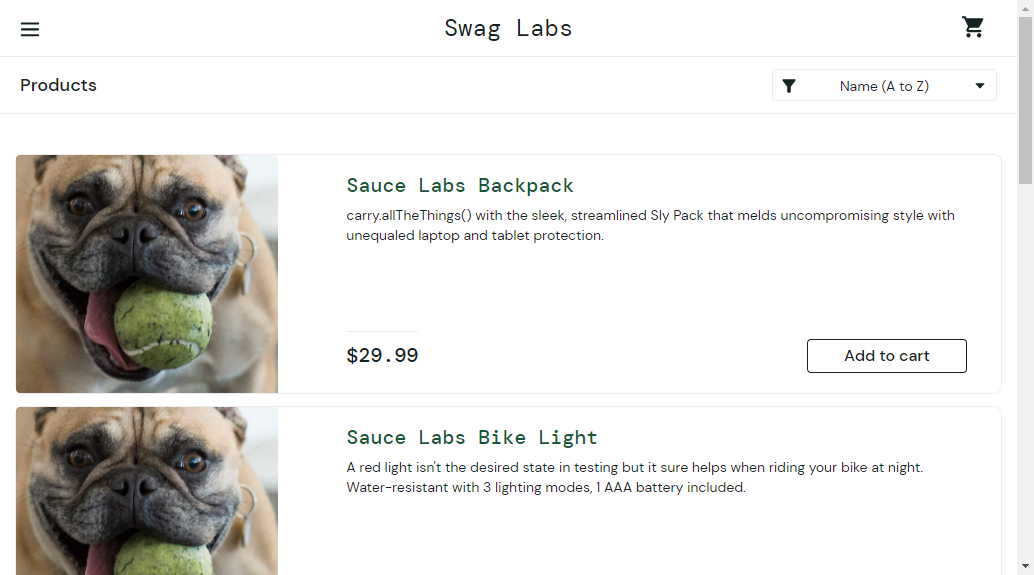 Swag Labs
Products
Name (A to Z)
Sauce Labs Backpack
carry.allTheThings() with the sleek, streamlined Sly Pack that melds uncompromising style with
unequaled laptop and tablet protection.
$29.99
Add to cart
Sauce Labs Bike Light
A red light isn't the desired state in testing but it sure helps when riding your bike at night.
Water-resistant with 3 lighting modes, 1 AAA battery included.